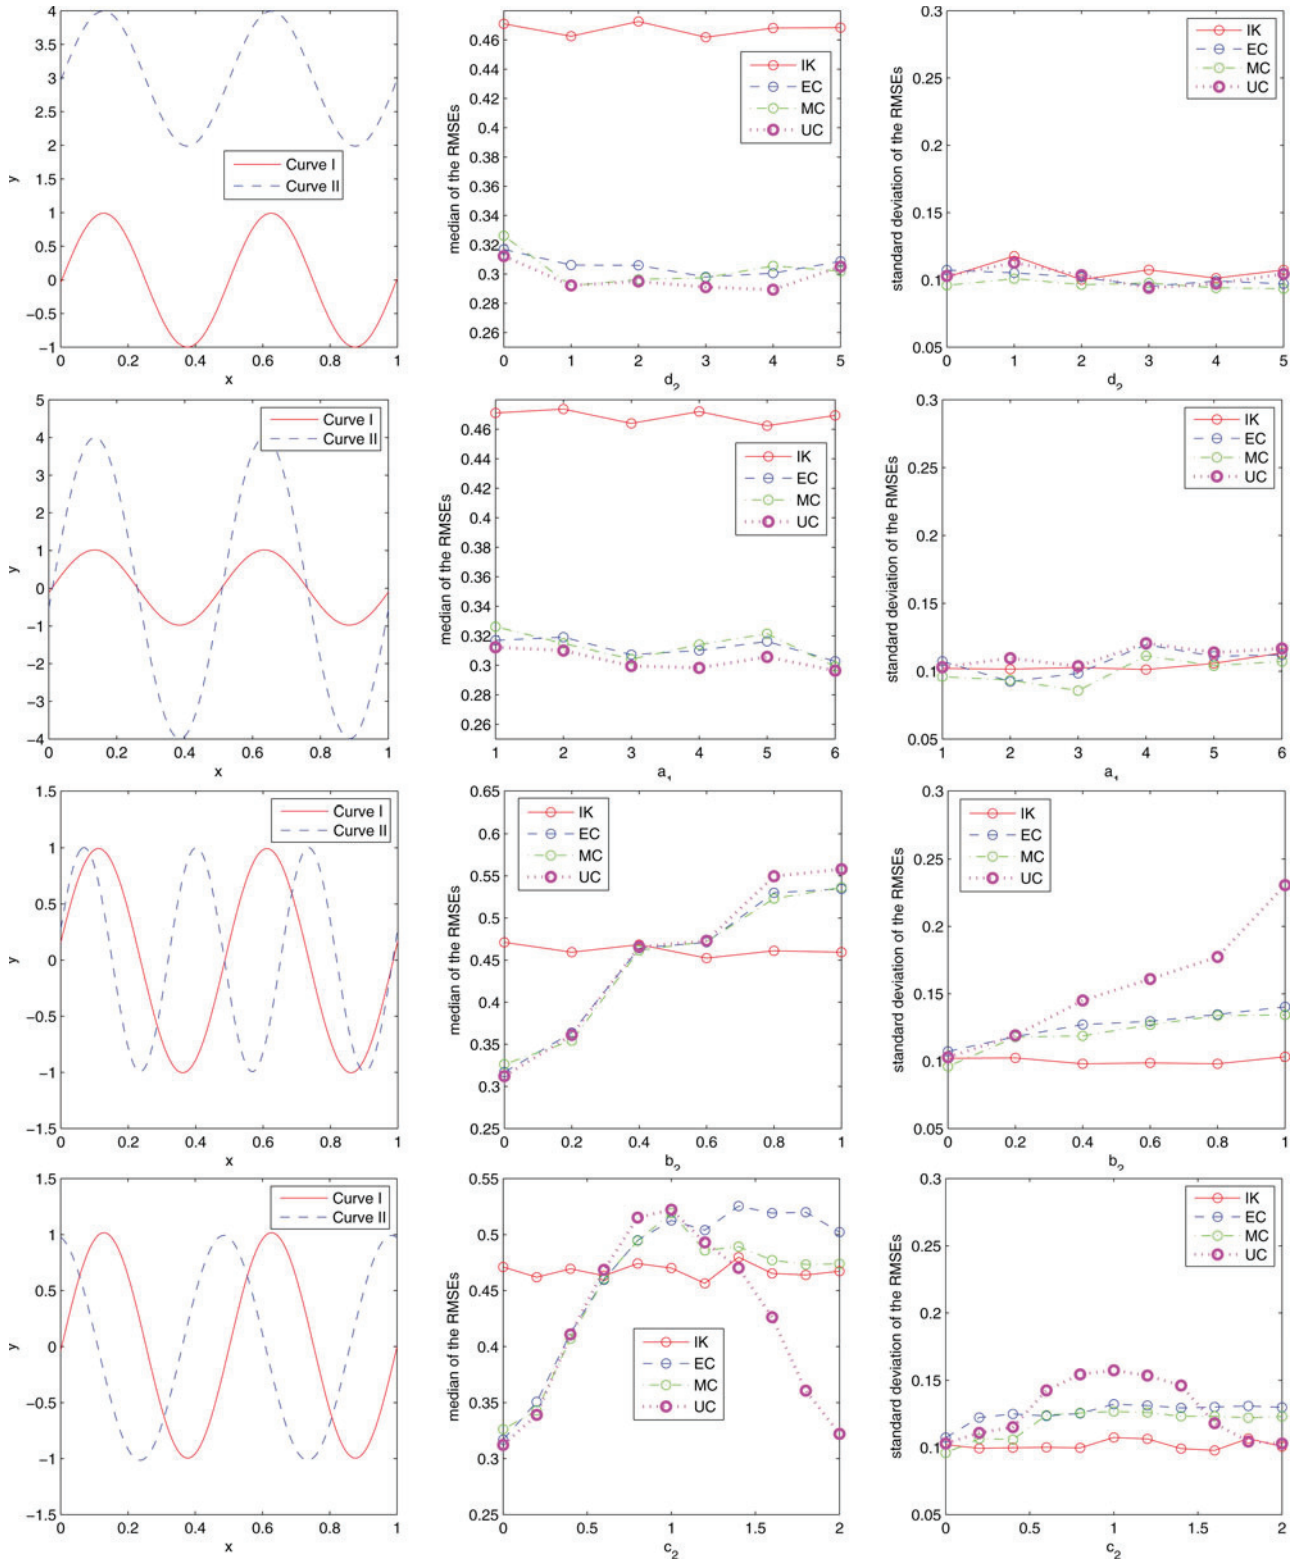 4
3
2
5
4
3
2
1
0.5
0
−0.5
−1
0
0.2
0.4
0.6
0.8
1
x
y
Curve I
Curve II
0.46
0.44
0.42
0.4
0.38
0.36
0.34
0.32
0.3
0.28
0.26
0
1
2
3
4
5
d2
median of the RMSEs
IK
EC
MC
UC
0.3
0.25
0.2
0.15
0.1
0.05
0
1
2
3
4
5
d2
standard deviation of the RMSEs
IK
EC
MC
UC
5
4
3
2
1
0
−1
−2
−3
−4
0
0.2
0.4
0.6
0.8
1
x
y
Curve I
Curve II
0.46
0.44
0.42
0.4
0.38
0.36
0.34
0.32
0.3
0.28
0.26
1
2
3
4
5
6
a1
median of the RMSEs
IK
EC
MC
UC
0.3
0.25
0.2
0.15
0.1
0.05
1
2
3
4
5
6
a1
standard deviation of the RMSEs
IK
EC
MC
UC
1.5
1
0.5
0
−0.5
−1
−1.5
0
0.2
0.4
0.6
0.8
1
x
y
Curve I
Curve II
0.65
0.6
0.55
0.5
0.45
0.4
0.35
0.3
0.25
0
0.2
0.4
0.6
0.8
1
b2
median of the RMSEs
IK
EC
MC
UC
0.3
0.25
0.2
0.15
0.1
0.05
0
0.2
0.4
0.6
0.8
1
b2
standard deviation of the RMSEs
IK
EC
MC
UC
1.5
1
0.5
0
−0.5
−1
−1.5
0
0.2
0.4
0.6
0.8
1
x
y
Curve I
Curve II
0.55
0.5
0.45
0.4
0.35
0.3
0.25
0
0.5
1
1.5
2
c2
median of the RMSEs
IK
EC
MC
UC
0.3
0.25
0.2
0.15
0.1
0.05
0
0.5
1
1.5
2
c2
standard deviation of the RMSEs
IK
EC
MC
UC